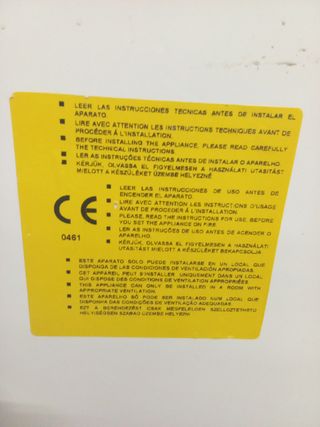 LEER LAS INSTRUCCIONES TECNICAS ANTES DE INSTALAR EL
APARATO.
LIRE AVEC ATTENTION LES INSTRUCTIONS TECHNIQUES AVANT DE
PROCÉDER À L'INSTALLATION.
BEFORE INSTALLING THE APPLIANCE, PLEASE READ CAREFULLY
THE TECHNICAL INSTRUCTIONS.
LER AS INSTRUÇÕES TÉCNICAS ANTES DE INSTALAR O APARELHO.
KÉRJÜK, OLVASSA EL FIGYELMESEN A HASZNÁLATI UTASÍTÁST
MIELOTT A KÉSZÜLÉKET ÜZEMBE HELYEZNÉ.
LEER LAS INSTRUCCIONES DE USO ANTES DE
ENCENDER EL APARATO.
LIRE AVEC ATTENTION LES INSTRUCTIONS D'USAGE
AVANT DE PROCEDER À L'INSTALLATION.
PLEASE, READ THE INSTRUCTIONS FOR USE, BEFORE
YOU SET THE APPLIANCE ON FIRE.
LER AS INSTRUÇÕES DE USO ANTES DE ACENDER O
APARELHO.
KÉRJÜK, OLVASSA EL FIGYELMESEN A HASZNÁLATI
UTASÍTÁST MIELOTT A KÉSZÜLÉKET BEKAPCSOLJA
CE
0461
ESTE APARATO SOLO PUEDE INSTALARSE EN UN LOCAL QUE
DISPONGA DE LAS CONDICIONES DE VENTILACIÓN APROPIADAS.
CET APPAREIL PEUT S'INSTALLER UNIQUEMENT DANS UN LOCAL
QUI DISPOSE DES CONDITIONS DE VENTILATION APPROPRIÉES.
THIS APPLIANCE CAN ONLY BE INSTALLED IN A ROOM WITH
APPROPRIATE VENTILATION.
ESTE APARELHO SÓ PODE SER INSTALADO NUM LOCAL QUE
DISPONHA DAS CONDIÇÕES DE VENTILAÇÃO ADEQUADAS.
EZT A BERENDEZÉST CSAK MEGFELELOEN SZELLOZTETHETŐ
HELYISÉGBEN SZABAD ÜZEMBE HELYEZNI.